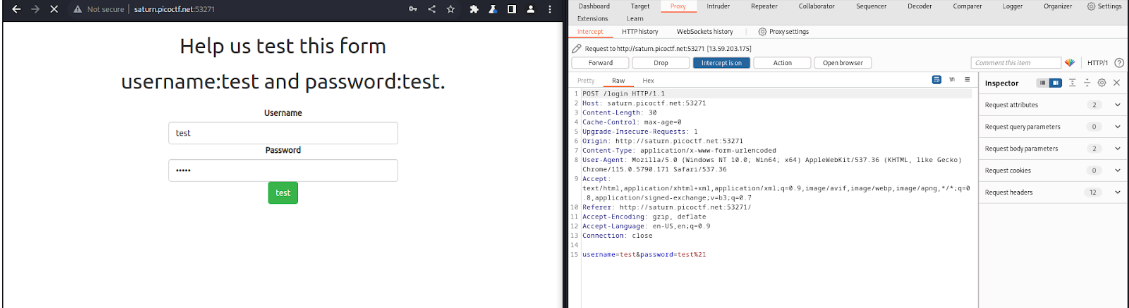 Not secure | saturn.picoctf.net:53271
Help us test this form
username:test and password:test.
Username
test
Password
•••••
test
Dashboard Target Proxy Intruder Repeater Collaborator Sequencer Decoder Comparer Logger Organizer Settings
Extensions Learn
Intercept HTTP history WebSockets history Proxy settings
Request to http://saturn.picoctf.net:53271 [13.59.203.175]
Forward Drop Intercept is on Action Open browser Comment this item HTTP/1
Pretty Raw Hex
1 POST /login HTTP/1.1
2 Host: saturn.picoctf.net:53271
3 Content-Length: 30
4 Cache-Control: max-age=0
5 Upgrade-Insecure-Requests: 1
6 Origin: http://saturn.picoctf.net:53271
7 Content-Type: application/x-www-form-urlencoded
8 User-Agent: Mozilla/5.0 (Windows NT 10.0; Win64; x64) AppleWebKit/537.36 (KHTML, like Gecko)
Chrome/115.0.5790.171 Safari/537.36
9 Accept:
text/html,application/xhtml+xml,application/xml;q=0.9,image/avif,image/webp,image/apng,*/*;q=0
.8,application/signed-exchange;v=b3;q=0.7
10 Referer: http://saturn.picoctf.net:53271/
11 Accept-Encoding: gzip, deflate
12 Accept-Language: en-US,en;q=0.9
13 Connection: close
14
15 username=test&password=test%21
Inspector
Request attributes 2
Request query parameters 0
Request body parameters 2
Request cookies 0
Request headers 12